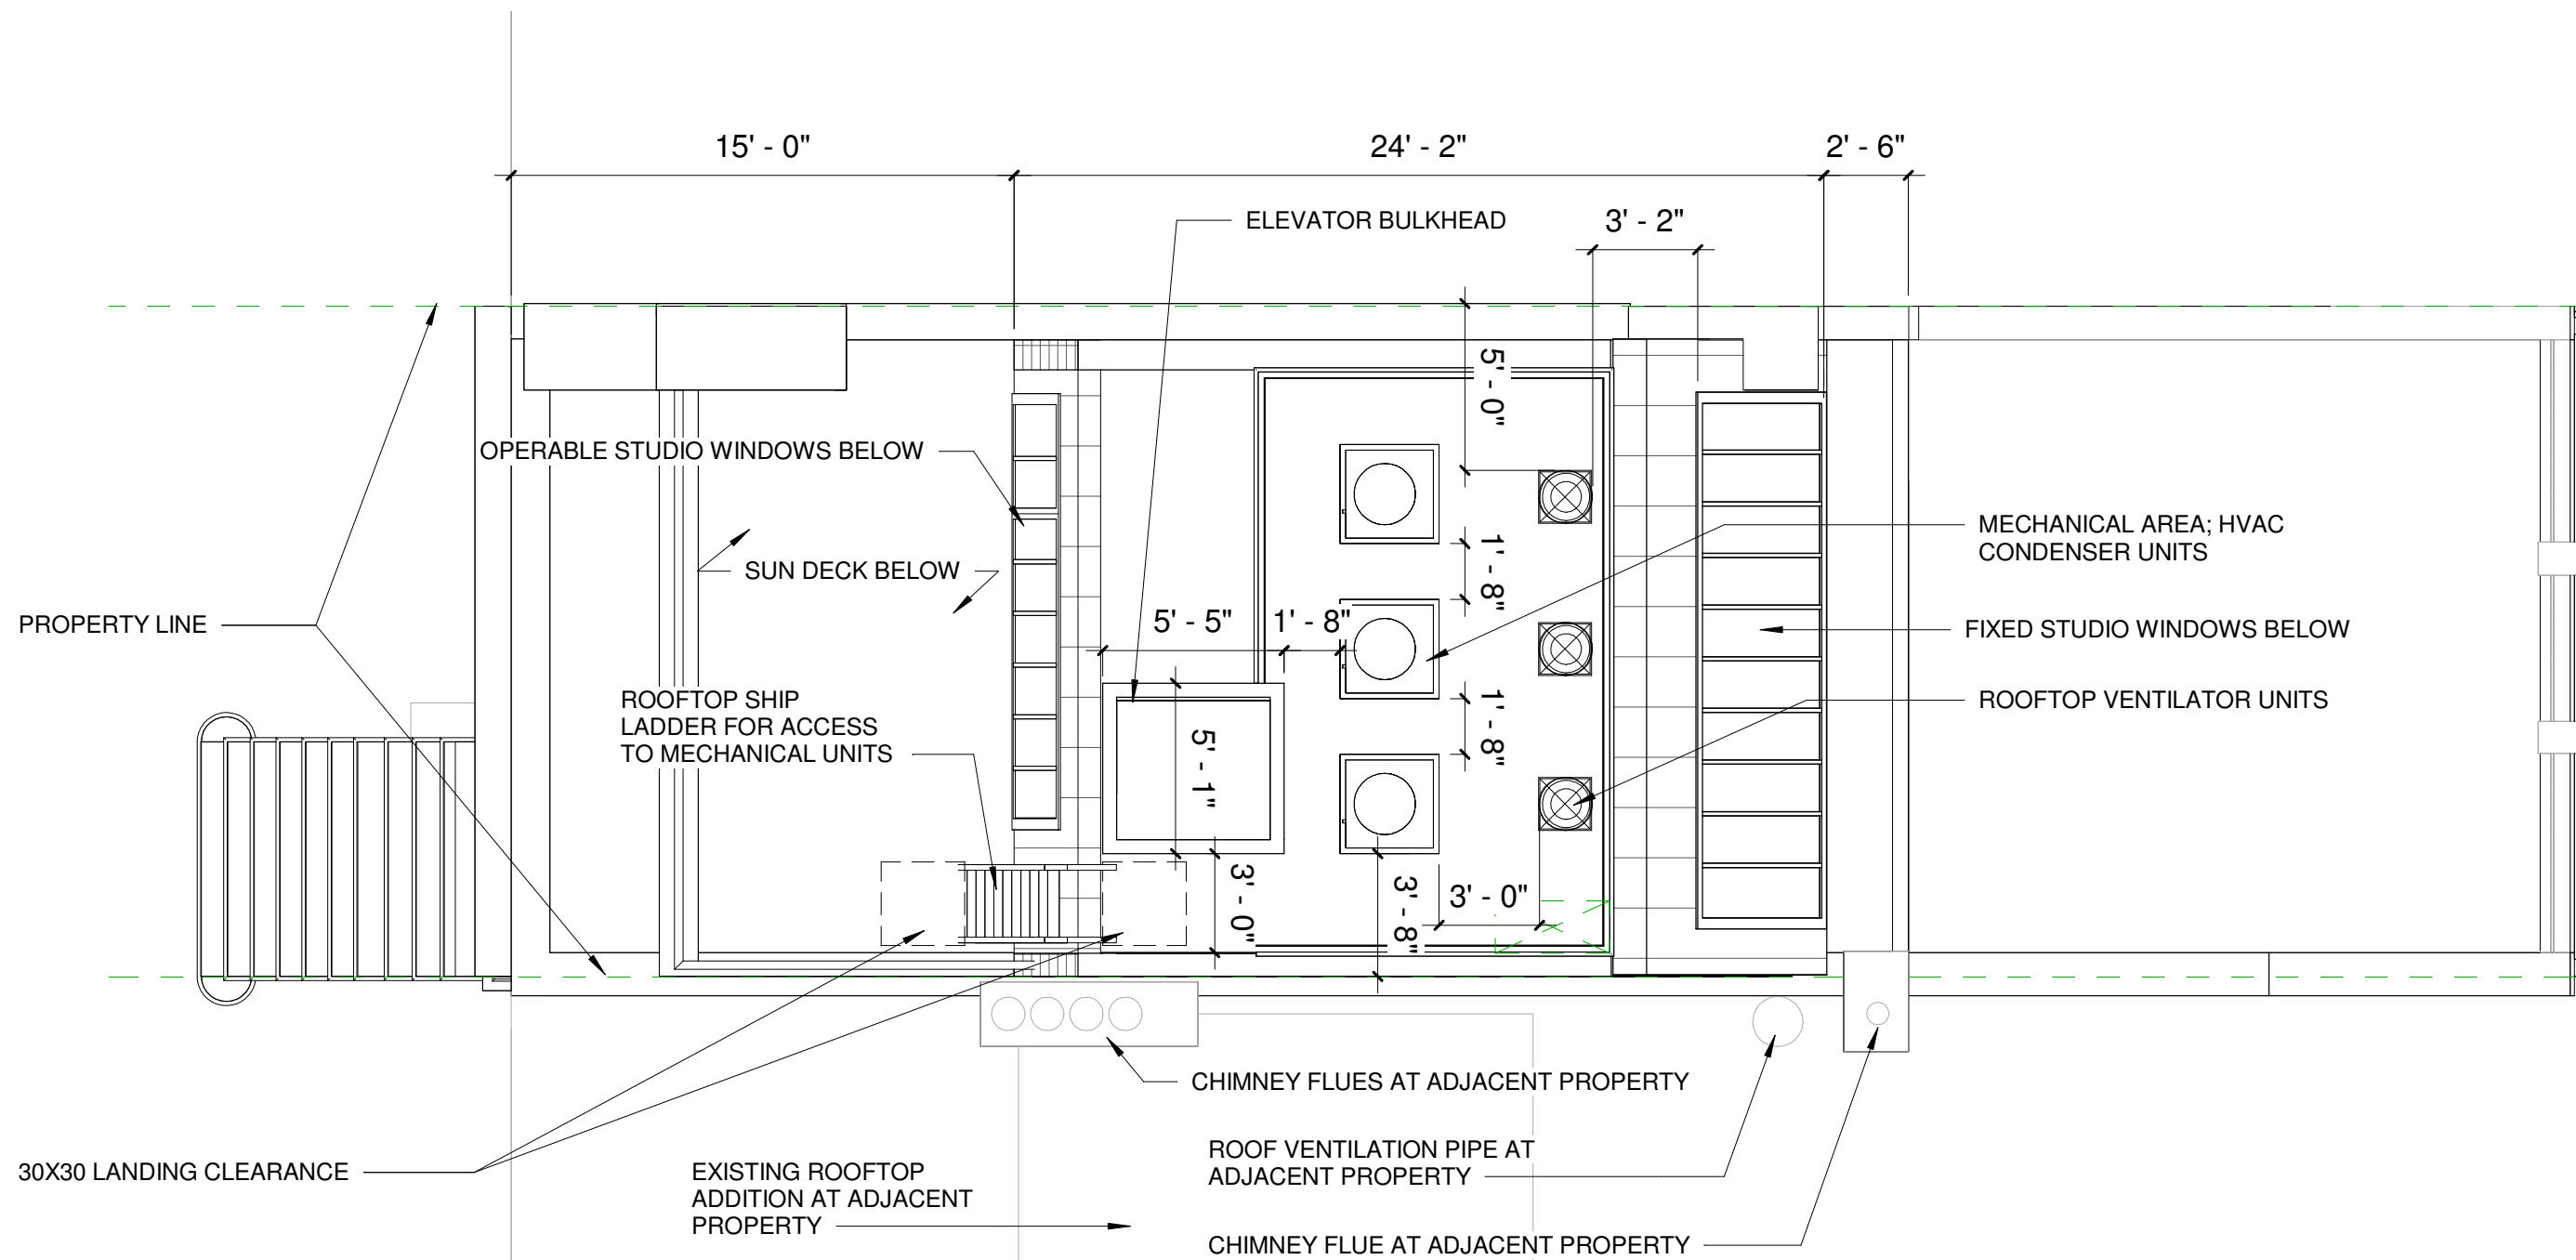 15' - 0"
24' - 2"
2' - 6"
ELEVATOR BULKHEAD
3' - 2"
5' - 0"
OPERABLE STUDIO WINDOWS BELOW
MECHANICAL AREA; HVAC
CONDENSER UNITS
SUN DECK BELOW
1' - 8"
PROPERTY LINE
5' - 5"
1' - 8"
FIXED STUDIO WINDOWS BELOW
ROOFTOP SHIP
LADDER FOR ACCESS
TO MECHANICAL UNITS
ROOFTOP VENTILATOR UNITS
1' - 8"
5' - 1"
3' - 0"
3' - 8"
3' - 0"
CHIMNEY FLUES AT ADJACENT PROPERTY
30X30 LANDING CLEARANCE
EXISTING ROOFTOP
ADDITION AT ADJACENT
PROPERTY
ROOF VENTILATION PIPE AT
ADJACENT PROPERTY
CHIMNEY FLUE AT ADJACENT PROPERTY